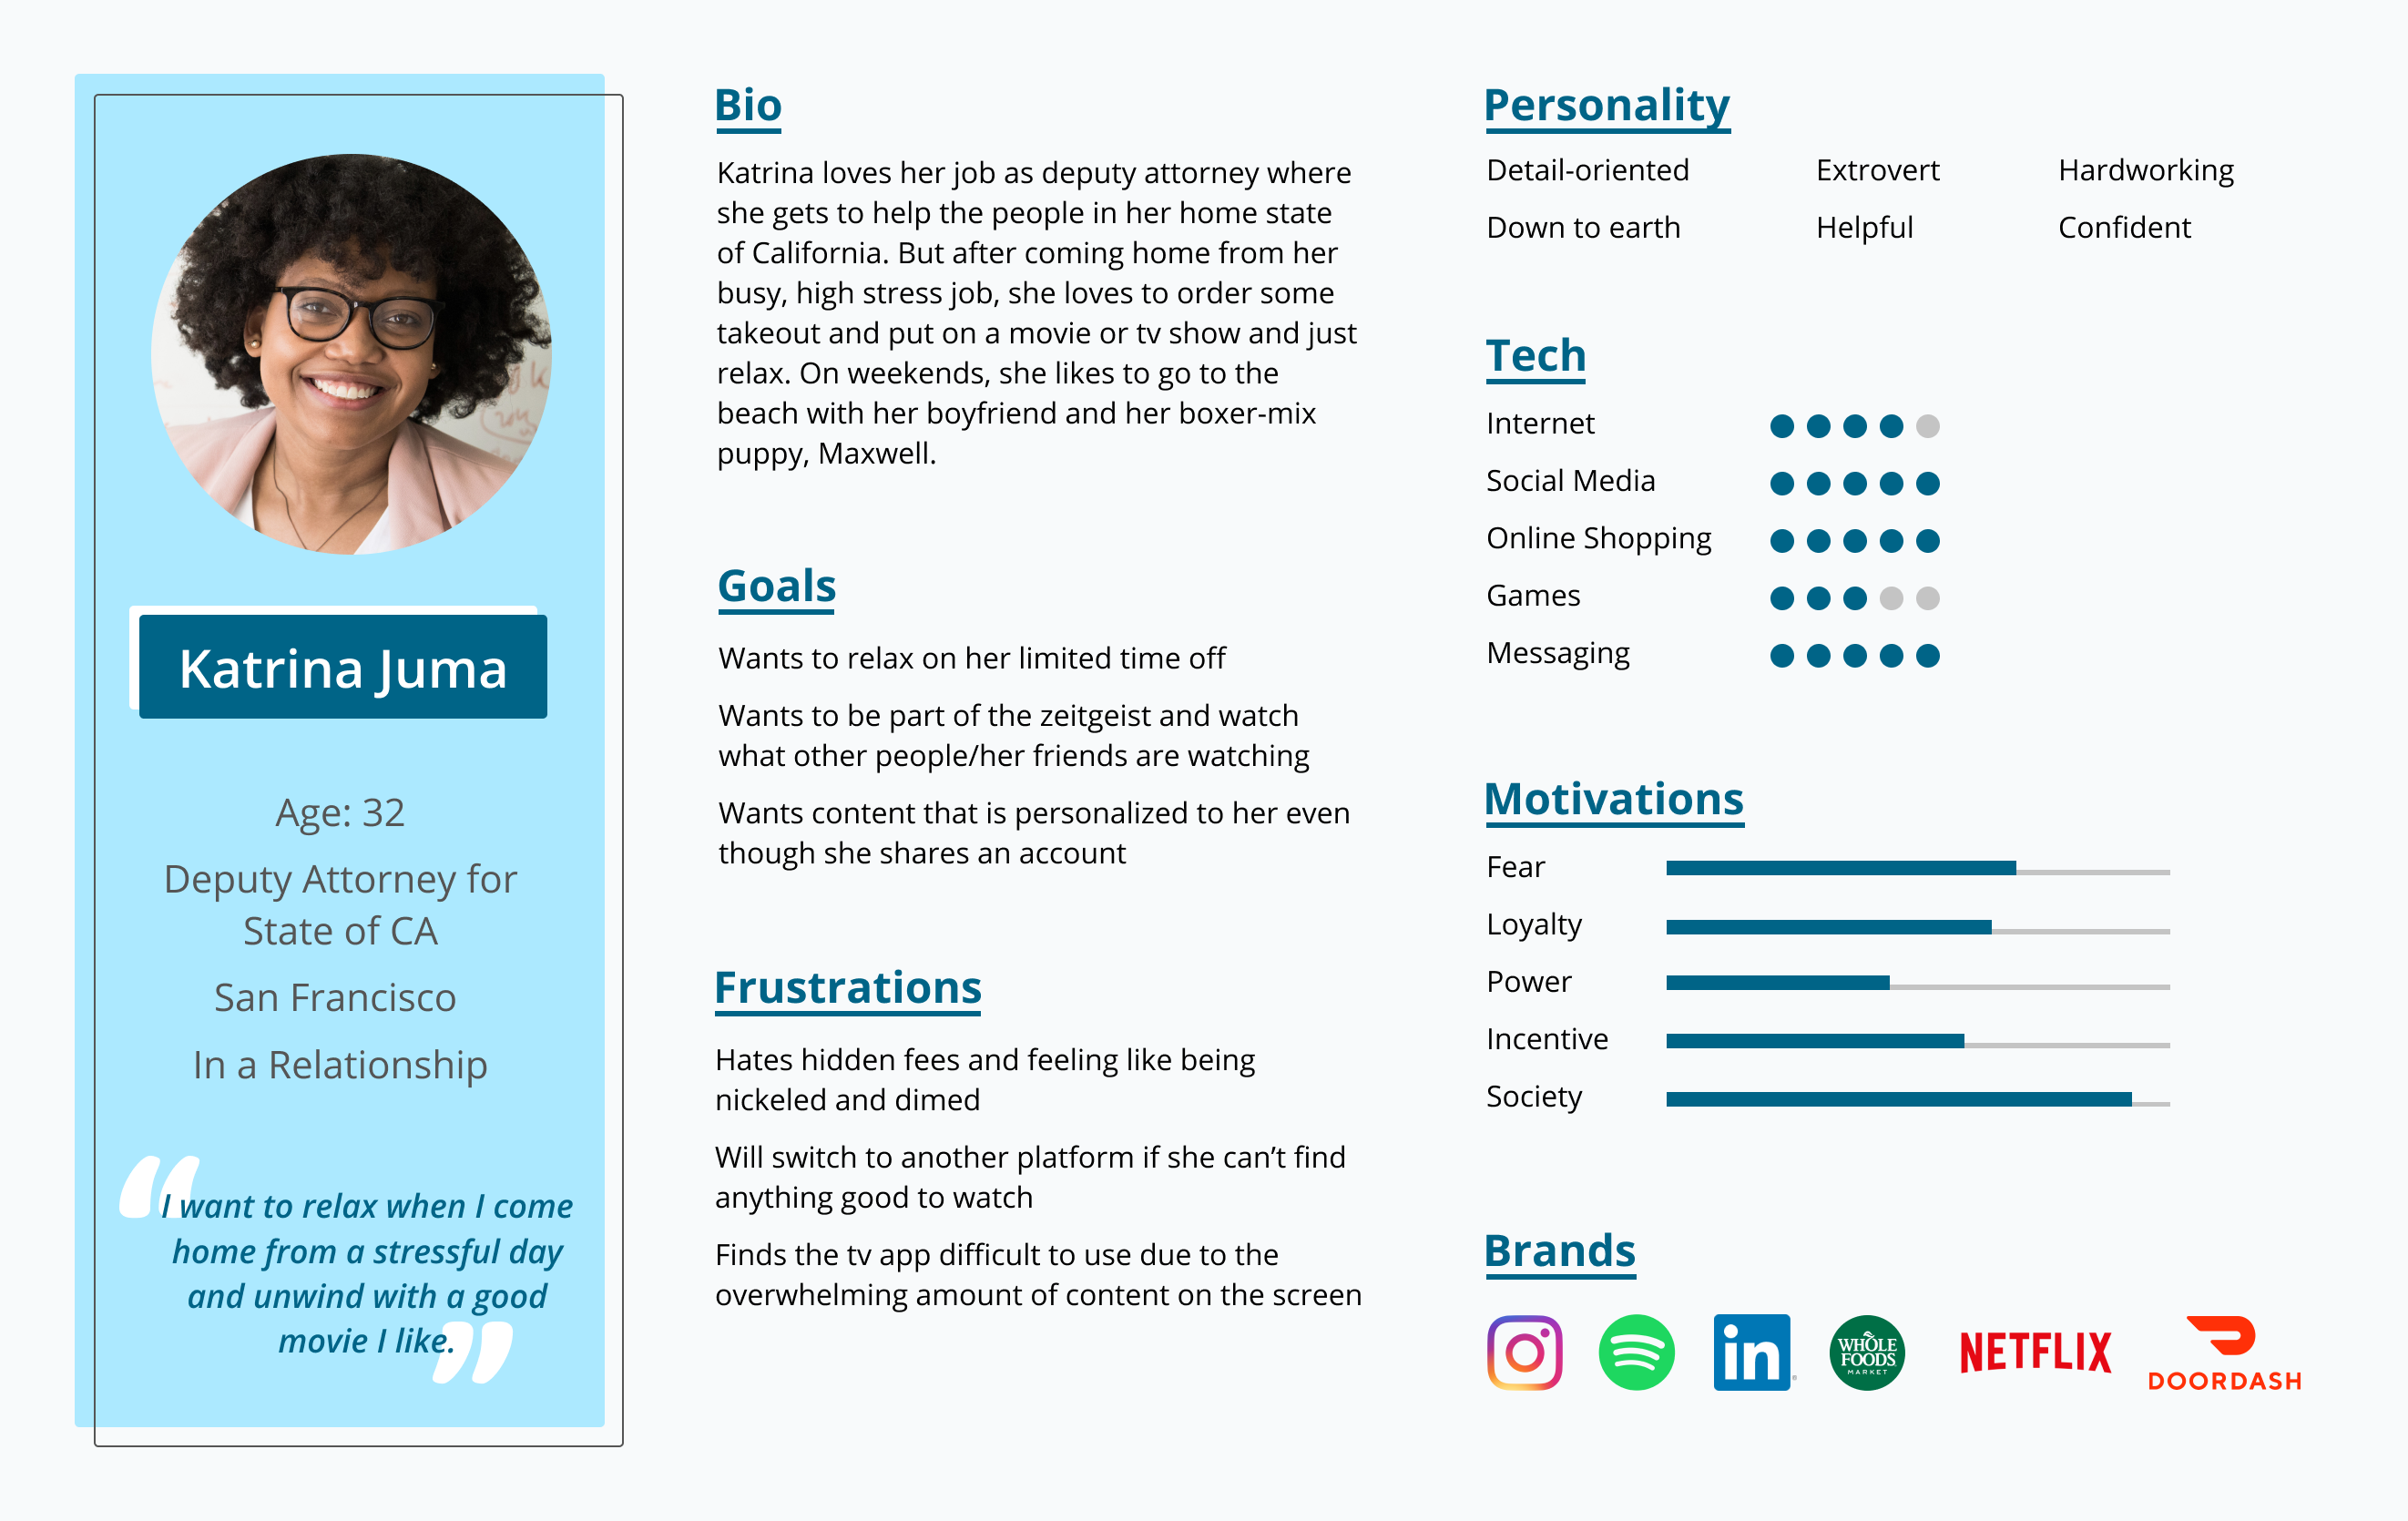 Katrina Juma
Age: 32
Deputy Attorney for
State of CA
San Francisco
In a Relationship
“I want to relax when I come
home from a stressful day
and unwind with a good
movie I like.”
Bio
Katrina loves her job as deputy attorney where
she gets to help the people in her home state
of California. But after coming home from her
busy, high stress job, she loves to order some
takeout and put on a movie or tv show and just
relax. On weekends, she likes to go to the
beach with her boyfriend and her boxer-mix
puppy, Maxwell.
Goals
Wants to relax on her limited time off
Wants to be part of the zeitgeist and watch
what other people/her friends are watching
Wants content that is personalized to her even
though she shares an account
Frustrations
Hates hidden fees and feeling like being
nickeled and dimed
Will switch to another platform if she can’t find
anything good to watch
Finds the tv app difficult to use due to the
overwhelming amount of content on the screen
Personality
Detail-oriented Extrovert Hardworking
Down to earth Helpful Confident
Tech
Internet
Social Media
Online Shopping
Games
Messaging
Motivations
Fear
Loyalty
Power
Incentive
Society
Brands
in
WHOLE
FOODS
MARKET
NETFLIX
DOORDASH